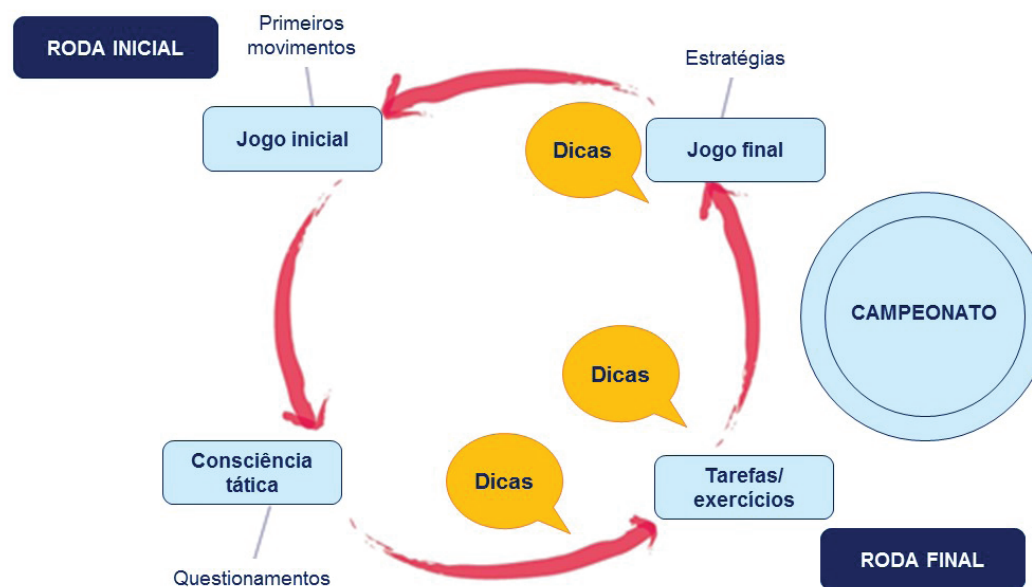 RODA INICIAL
Primeiros
movimentos
Estratégias
Jogo inicial
Dicas
Jogo final
CAMPEONATO
Dicas
Consciência
tática
Dicas
Tarefas/
exercícios
Questionamentos
RODA FINAL